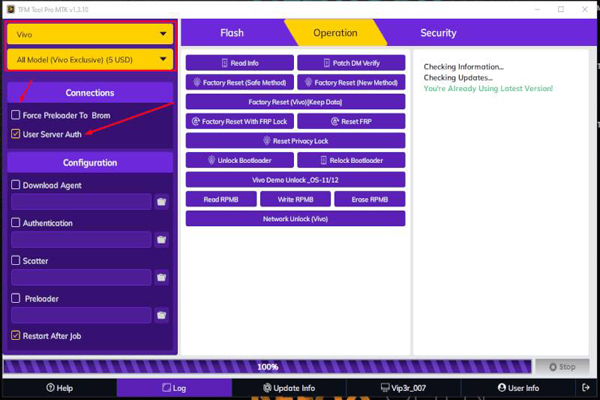 TFM Tool Pro MTK v1.3.10
Vivo
All Model (Vivo Exclusive) (5 USD)
Connections
Force Preloader To Brom
User Server Auth
Configuration
Download Agent
Authentication
Scatter
Preloader
Restart After Job
Flash
Operation
Security
Read Info
Patch DM Verify
Factory Reset (Safe Method)
Factory Reset (New Method)
Factory Reset (Vivo)[Keep Data]
Factory Reset With FRP Lock
Reset FRP
Reset Privacy Lock
Unlock Bootloader
Relock Bootloader
Vivo Demo Unlock _OS-11/12
Read RPMB
Write RPMB
Erase RPMB
Network Unlock (Vivo)
Checking Information...
Checking Updates...
You're Already Using Latest Version!
100%
Stop
Help
Log
Update Info
Vip3r_007
User Info